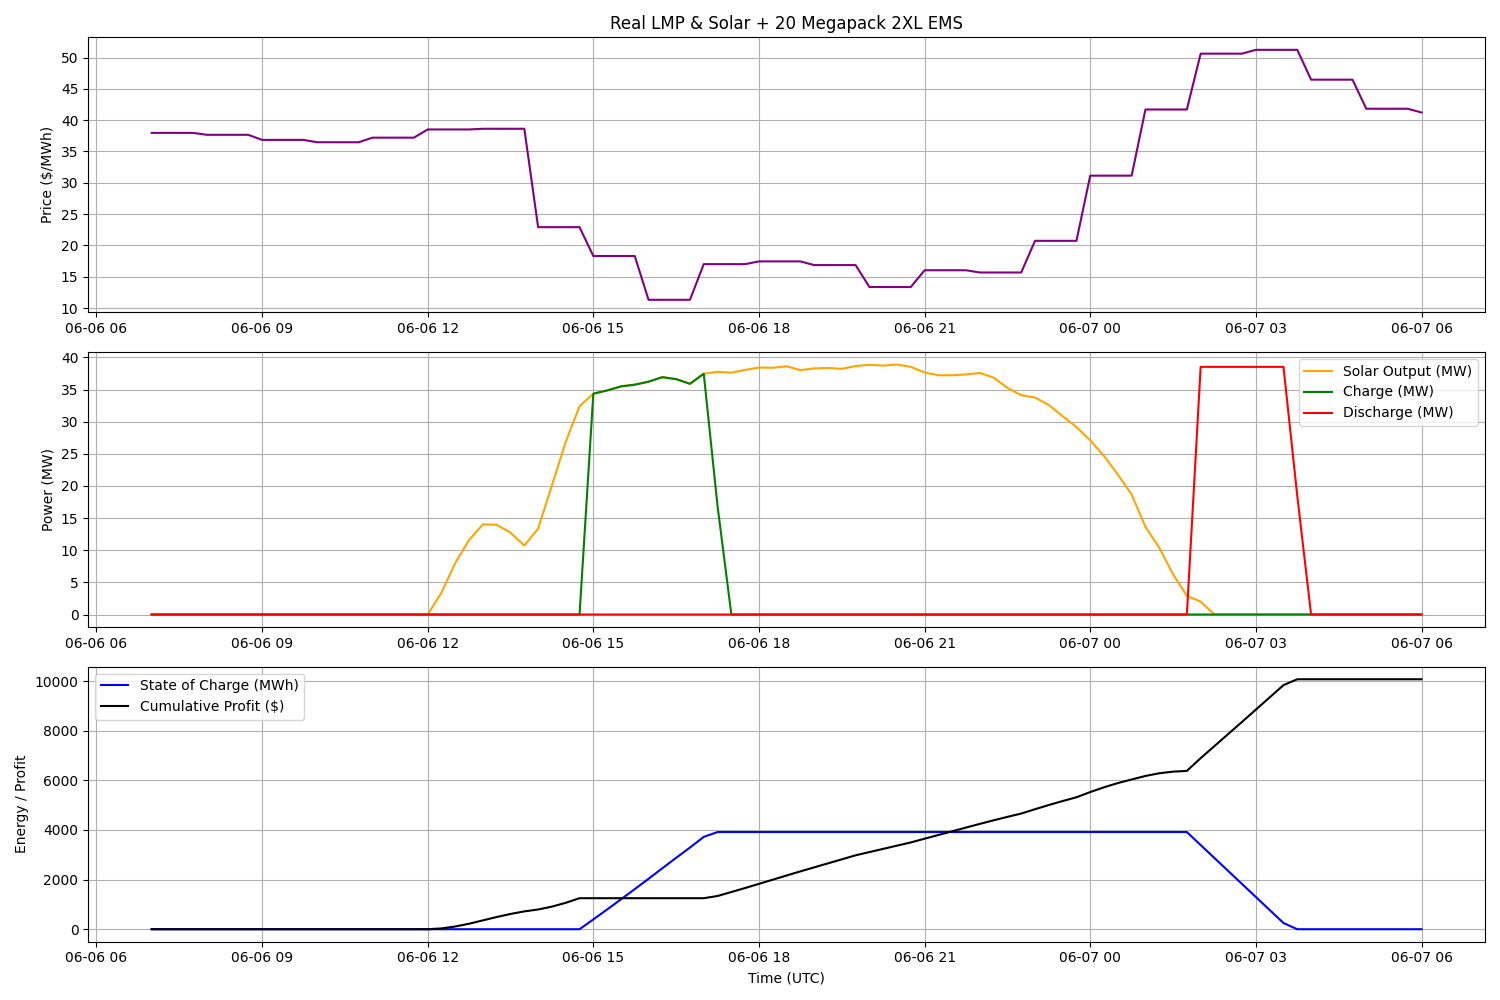 Real LMP & Solar + 20 Megapack 2XL EMS
Price ($/MWh)
50
45
40
35
30
25
20
15
10
06-06 06 06-06 09 06-06 12 06-06 15 06-06 18 06-06 21 06-07 00 06-07 03 06-07 06
Power (MW)
40
35
30
25
20
15
10
5
0
Solar Output (MW)
Charge (MW)
Discharge (MW)
06-06 06 06-06 09 06-06 12 06-06 15 06-06 18 06-06 21 06-07 00 06-07 03 06-07 06
Energy / Profit
10000
8000
6000
4000
2000
0
State of Charge (MWh)
Cumulative Profit ($)
06-06 06 06-06 09 06-06 12 06-06 15 06-06 18 06-06 21 06-07 00 06-07 03 06-07 06
Time (UTC)